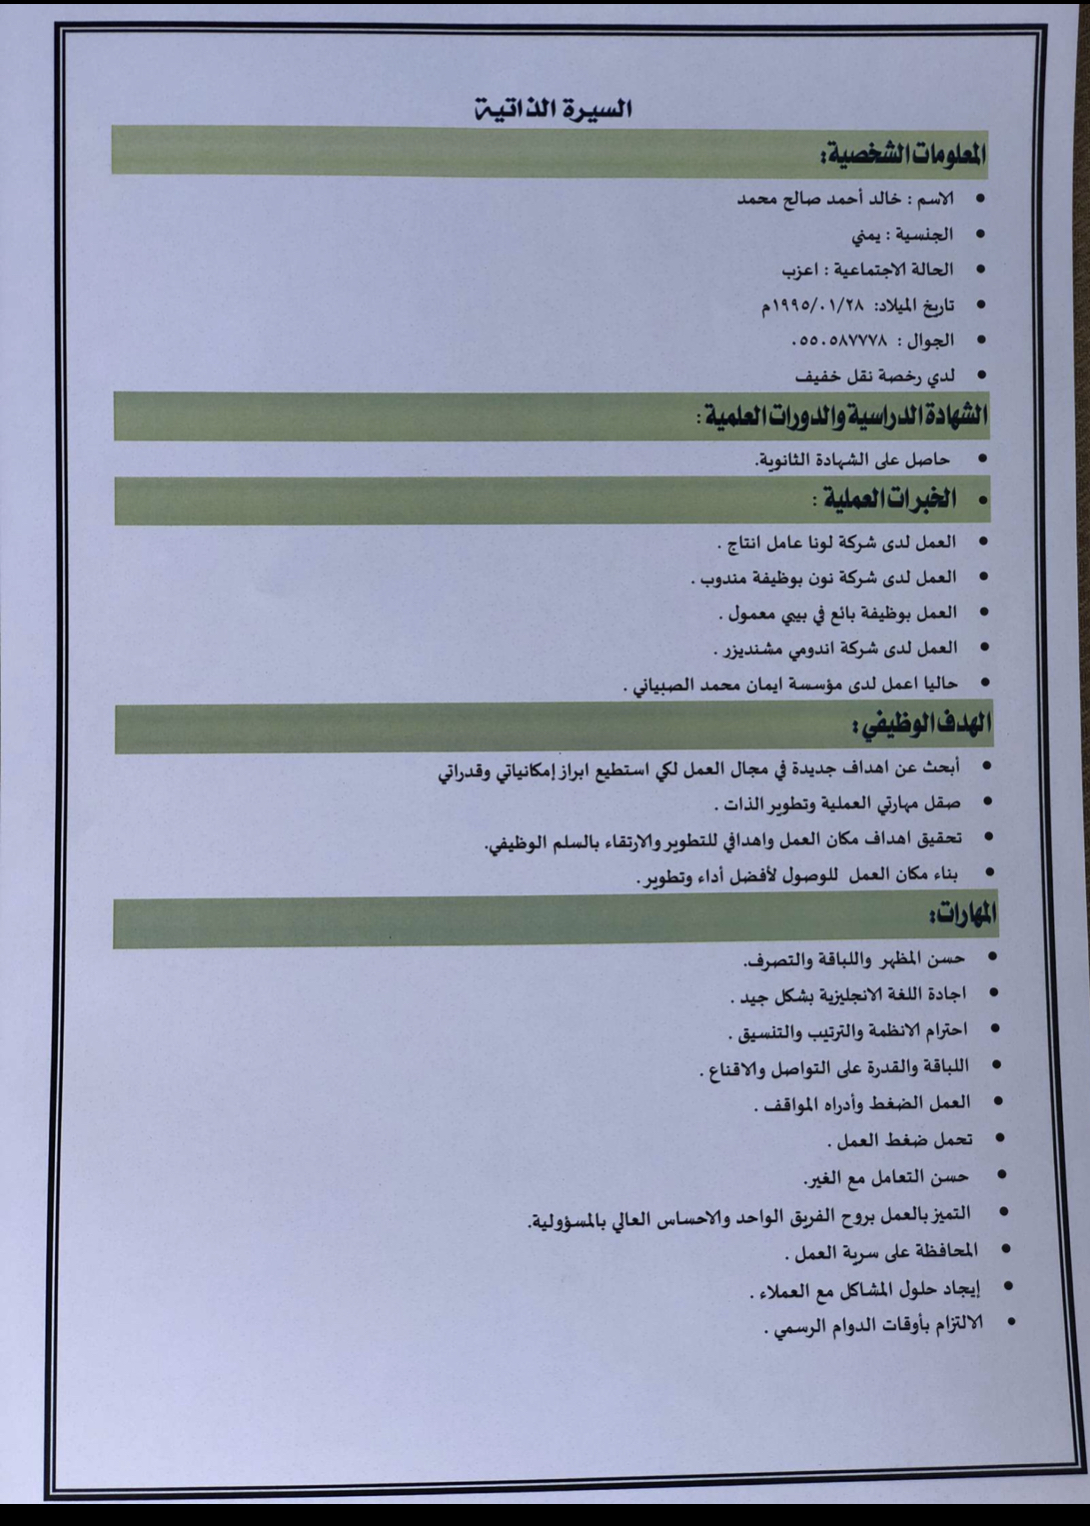 السيرة الذاتية
المعلومات الشخصية:
• الاسم : خالد أحمد صالح محمد
• الجنسية : يمني
• الحالة الاجتماعية : اعزب
• تاريخ الميلاد: ١٩٩٥/٠١/٢٨م
• الجوال : ٠٥٥٠٥٨٧٧٧٨
• لدي رخصة نقل خفيف
الشهادة الدراسية والدورات العلمية :
• حاصل على الشهادة الثانوية.
• الخبرات العملية :
• العمل لدى شركة لونا عامل انتاج .
• العمل لدى شركة نون بوظيفة مندوب .
• العمل بوظيفة بائع في بيبي معمول .
• العمل لدى شركة اندومي مشنديزر .
• حاليا اعمل لدى مؤسسة ايمان محمد الصبياني .
الهدف الوظيفي :
• أبحث عن اهداف جديدة في مجال العمل لكي استطيع ابراز إمكانياتي وقدراتي
• صقل مهارتي العملية وتطوير الذات .
• تحقيق اهداف مكان العمل واهدافي للتطوير والارتقاء بالسلم الوظيفي.
• بناء مكان العمل للوصول لأفضل أداء وتطوير .
المهارات:
• حسن المظهر واللباقة والتصرف.
• اجادة اللغة الانجليزية بشكل جيد .
• احترام الانظمة والترتيب والتنسيق .
• اللباقة والقدرة على التواصل والاقناع .
• العمل الضغط وأدراه المواقف .
• تحمل ضغط العمل .
• حسن التعامل مع الغير.
• التميز بالعمل بروح الفريق الواحد والاحساس العالي بالمسؤولية.
• المحافظة على سرية العمل .
• إيجاد حلول المشاكل مع العملاء .
• الالتزام بأوقات الدوام الرسمي .